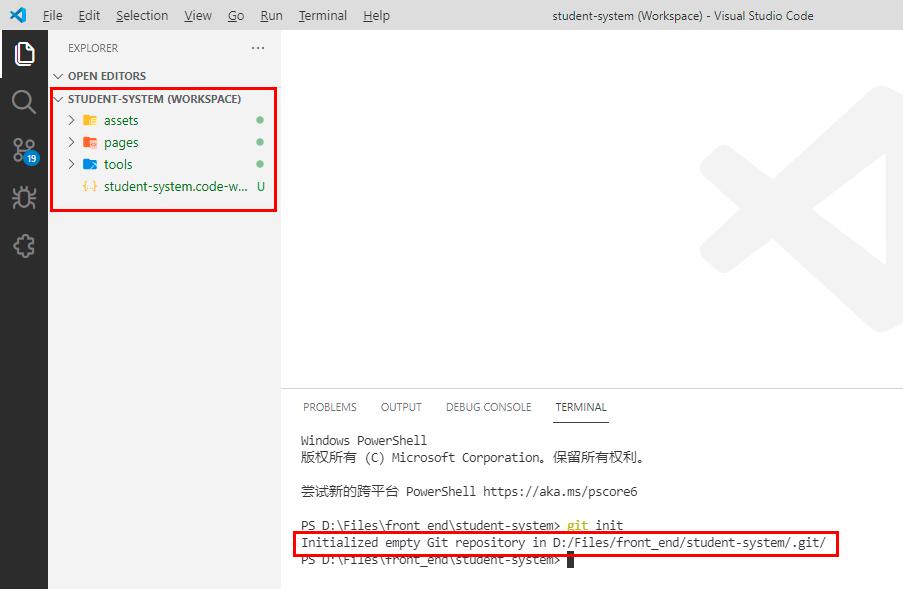 File Edit Selection View Go Run Terminal Help student-system (Workspace) - Visual Studio Code
EXPLORER ...
OPEN EDITORS
STUDENT-SYSTEM (WORKSPACE)
assets
pages
tools
student-system.code-w... U
19
PROBLEMS OUTPUT DEBUG CONSOLE TERMINAL
Windows PowerShell
版权所有 (C) Microsoft Corporation。保留所有权利。
尝试新的跨平台 PowerShell https://aka.ms/pscore6
PS D:\Files\front_end\student-system> git init
Initialized empty Git repository in D:/Files/front_end/student-system/.git/
PS D:\Files\front_end\student-system>